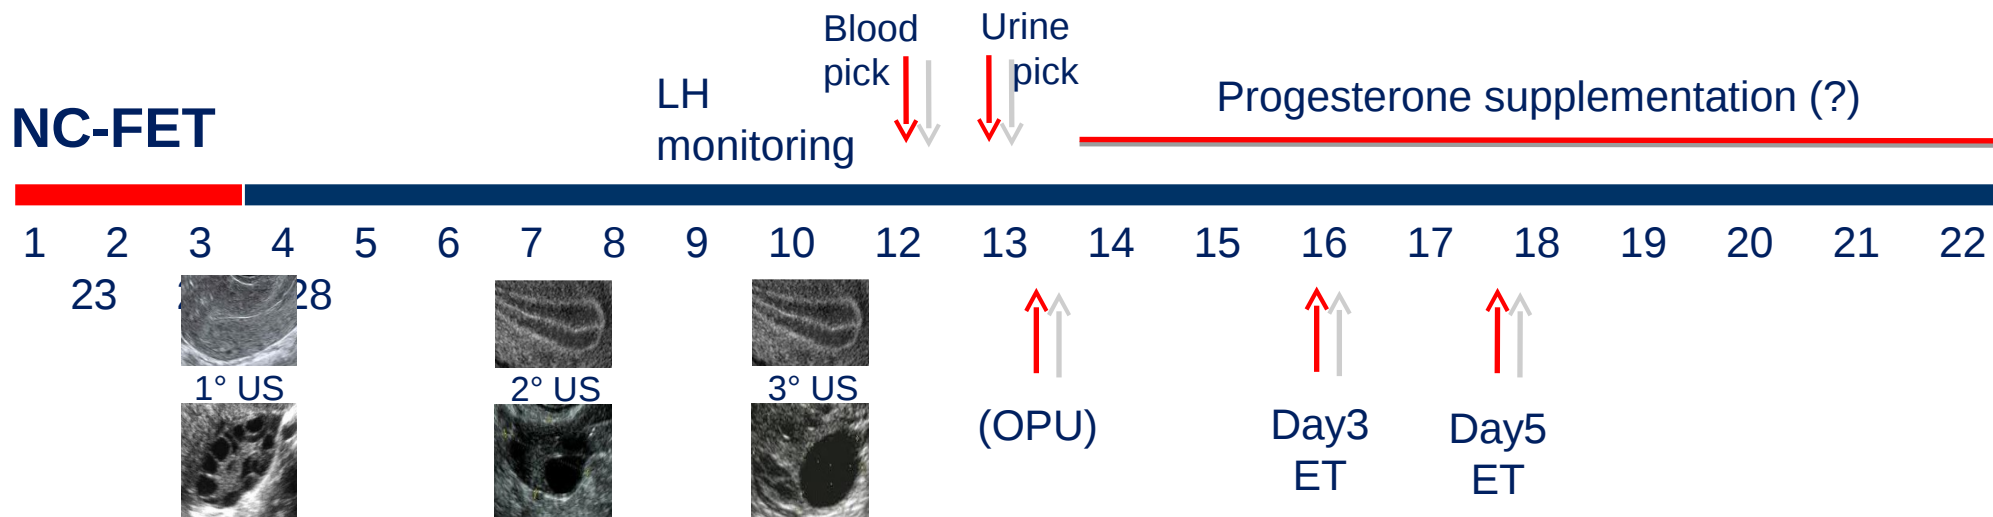 Blood
pick
Urine
pick
LH
monitoring
Progesterone supplementation (?)
NC-FET
1 2 3 4 5 6 7 8 9 10 12 13 14 15 16 17 18 19 20 21 22
23 28
1° US
2° US
3° US
(OPU)
Day3
ET
Day5
ET